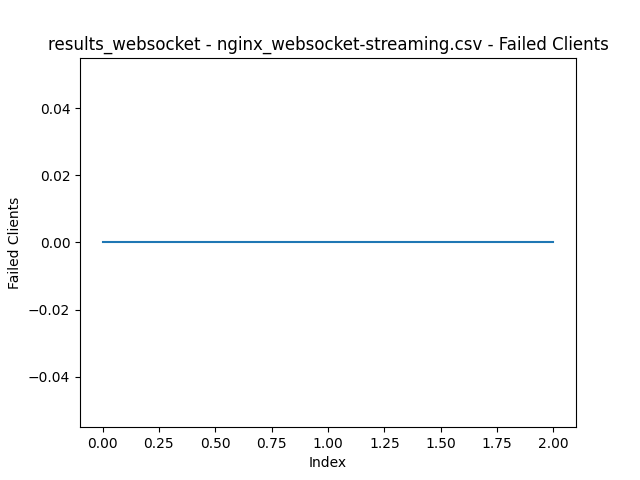 results_websocket - nginx_websocket-streaming.csv - Failed Clients
0.04
0.02
0.00
−0.02
−0.04
Failed Clients
0.00 0.25 0.50 0.75 1.00 1.25 1.50 1.75 2.00
Index